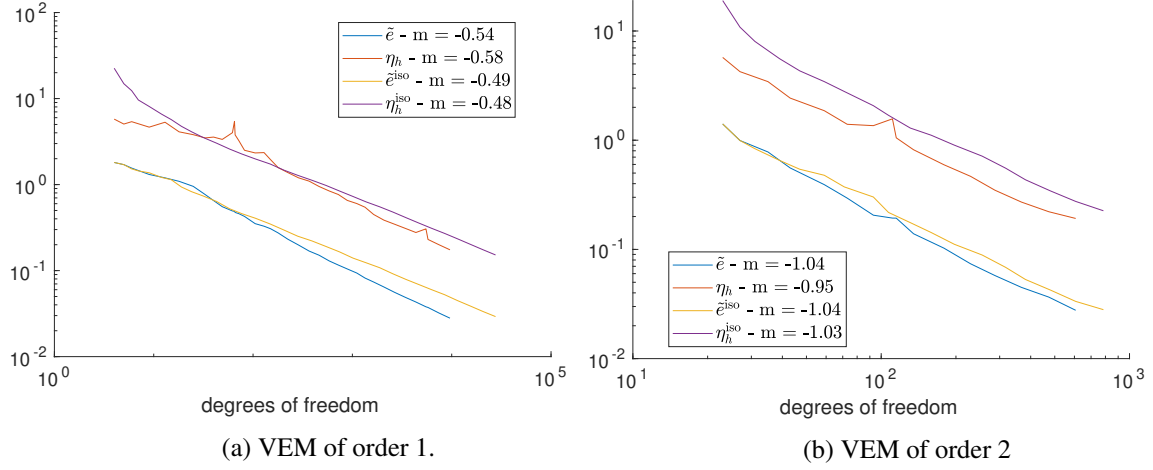 10^2
10^1
10^0
10^-1
10^-2
10^0
10^5
degrees of freedom
ẽ - m = -0.54
η_h - m = -0.58
ẽ^iso - m = -0.49
η_h^iso - m = -0.48
(a) VEM of order 1.
10^1
10^0
10^-1
10^-2
10^1
10^2
10^3
degrees of freedom
ẽ - m = -1.04
η_h - m = -0.95
ẽ^iso - m = -1.04
η_h^iso - m = -1.03
(b) VEM of order 2